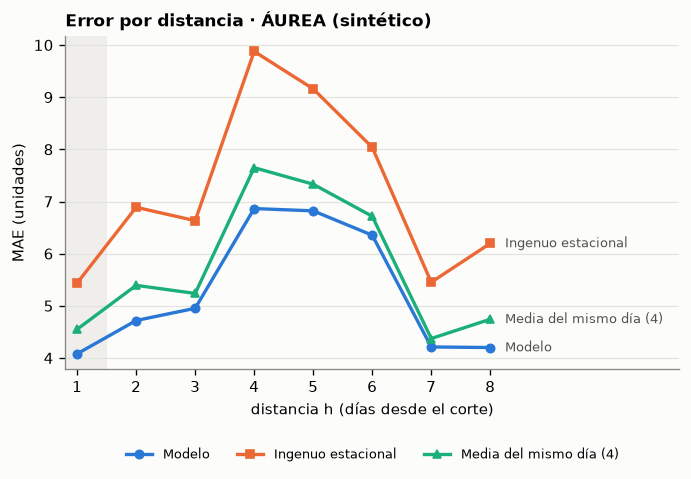 Error por distancia · ÁUREA (sintético)
10
9
8
7
6
5
4
MAE (unidades)
Ingenuo estacional
Media del mismo día (4)
Modelo
1 2 3 4 5 6 7 8
distancia h (días desde el corte)
Modelo Ingenuo estacional Media del mismo día (4)